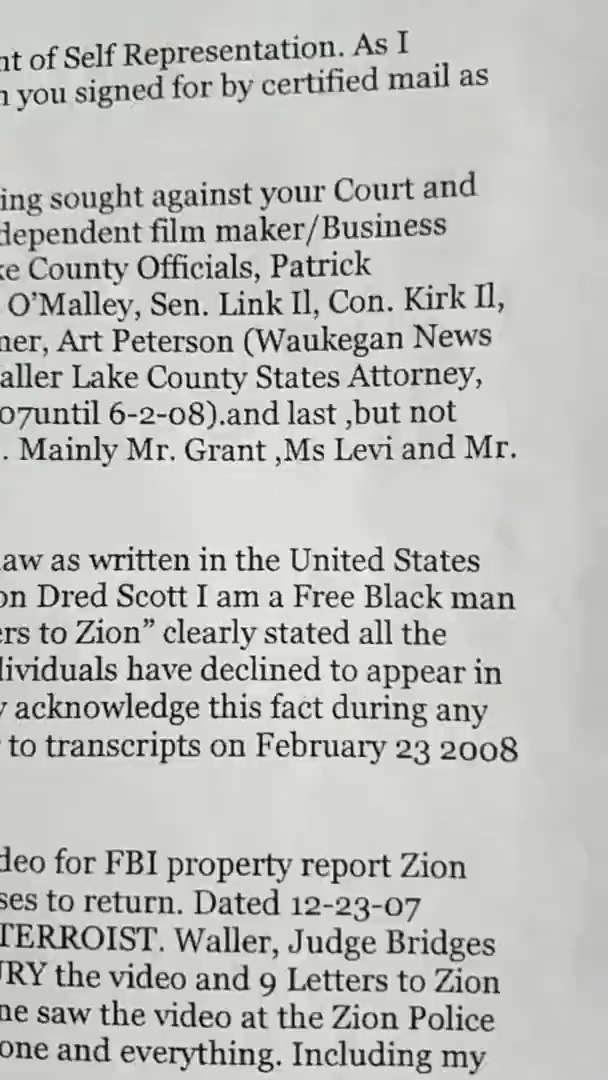 nt of Self Representation. As I
you signed for by certified mail as
ing sought against your Court and
dependent film maker/Business
ke County Officials, Patrick
O'Malley, Sen. Link Il, Con. Kirk Il,
ner, Art Peterson (Waukegan News
aller Lake County States Attorney,
07until 6-2-08).and last ,but not
. Mainly Mr. Grant ,Ms Levi and Mr.
aw as written in the United States
on Dred Scott I am a Free Black man
ers to Zion” clearly stated all the
dividuals have declined to appear in
y acknowledge this fact during any
to transcripts on February 23 2008
deo for FBI property report Zion
ses to return. Dated 12-23-07
TERROIST. Waller, Judge Bridges
URY the video and 9 Letters to Zion
ne saw the video at the Zion Police
one and everything. Including my